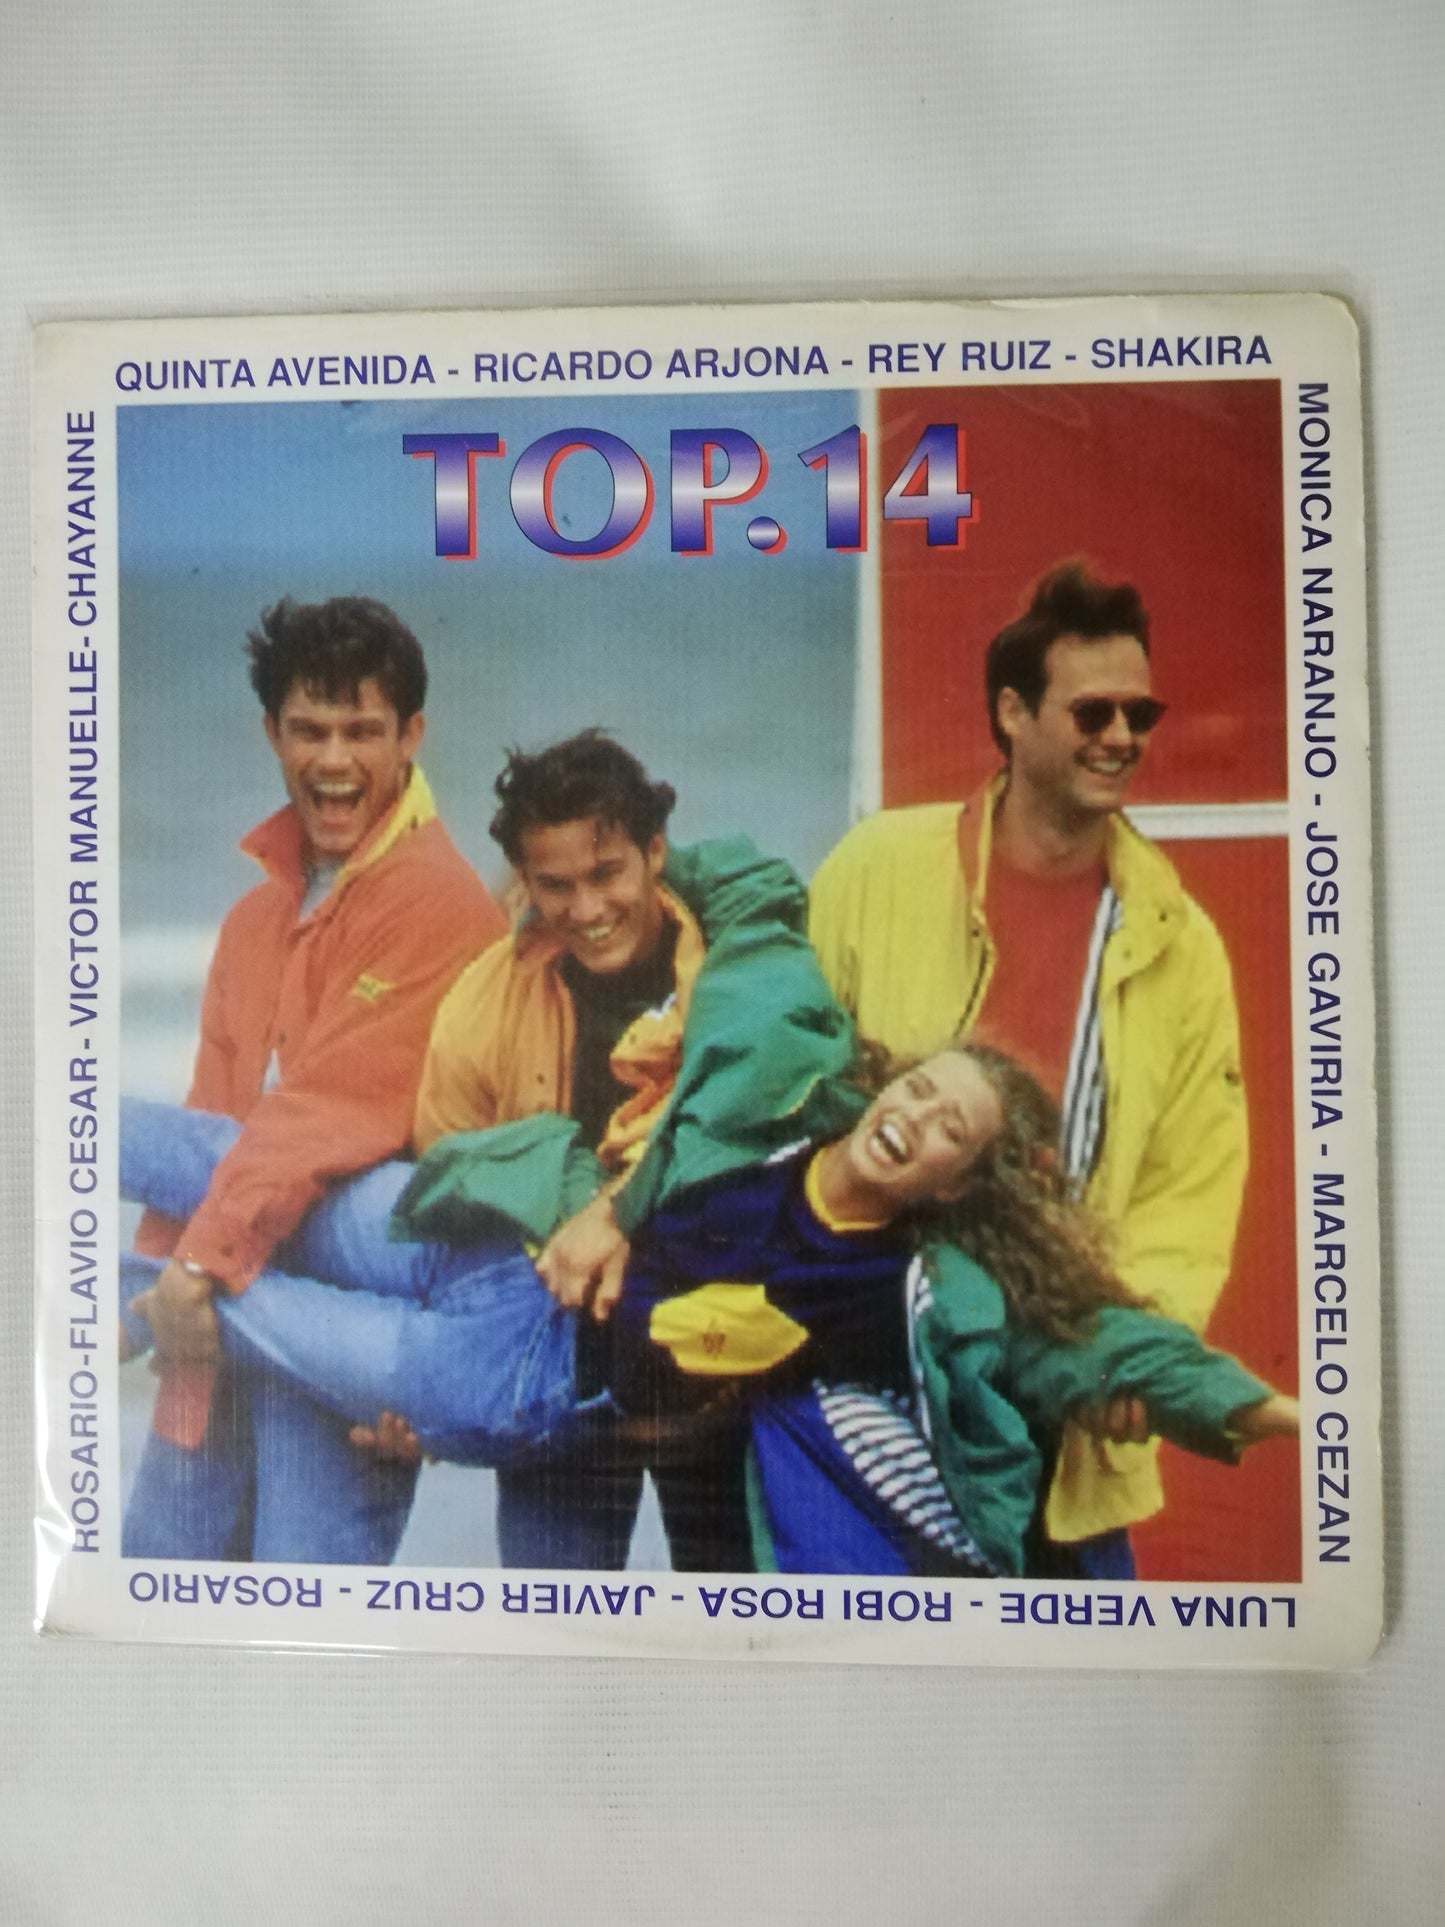 QUINTA AVENIDA - RICARDO ARJONA - REY RUIZ - SHAKIRA
MONICA NARANJO - JOSE GAVIRIA - MARCELO CEZAN
LUNA VERDE - ROBI ROSA - JAVIER CRUZ - ROSARIO
ROSARIO-FLAVIO CESAR- VICTOR MANUELLE- CHAYANNE
TOP.14